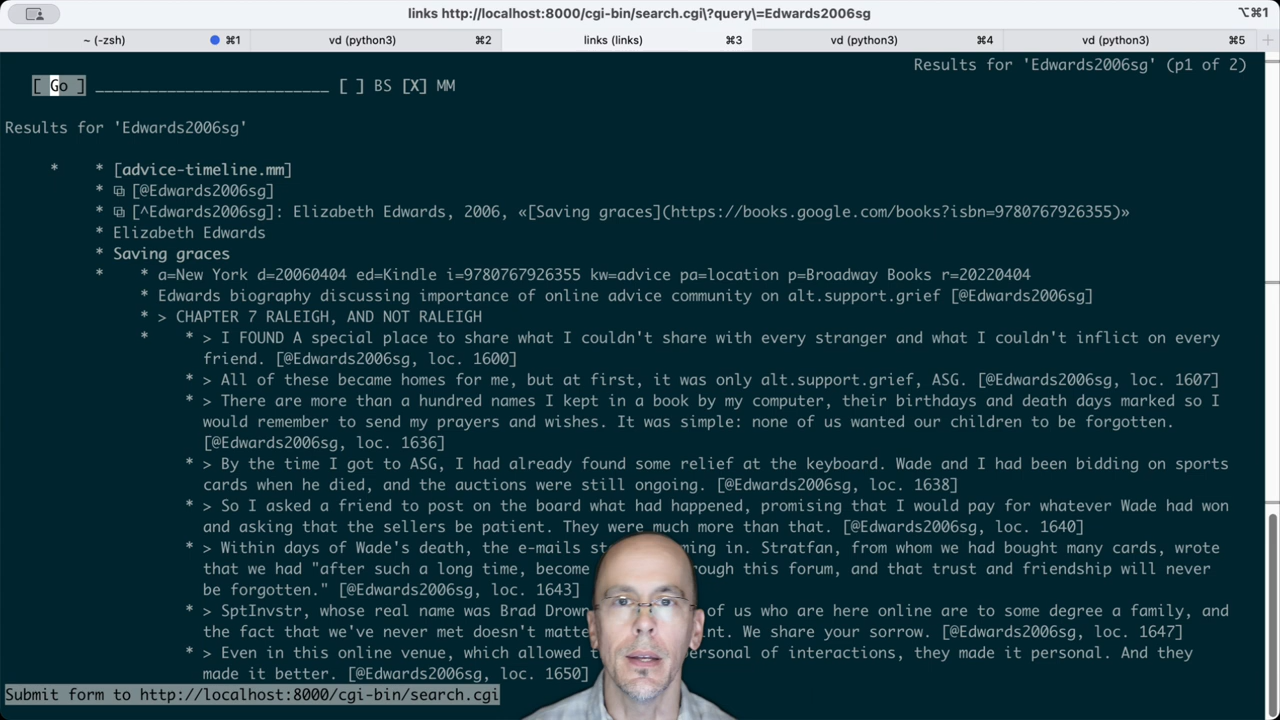 links http://localhost:8000/cgi-bin/search.cgi\?query\=Edwards2006sg ⌥⌘1
~ (-zsh) ⌘1 vd (python3) ⌘2 links (links) ⌘3 vd (python3) ⌘4 vd (python3) ⌘5 +
Results for 'Edwards2006sg' (p1 of 2)
[ Go ] __________________________ [ ] BS [X] MM
Results for 'Edwards2006sg'
* * [advice-timeline.mm]
* ⧉ [@Edwards2006sg]
* ⧉ [^Edwards2006sg]: Elizabeth Edwards, 2006, «[Saving graces](https://books.google.com/books?isbn=9780767926355)»
* Elizabeth Edwards
* Saving graces
* * a=New York d=20060404 ed=Kindle i=9780767926355 kw=advice pa=location p=Broadway Books r=20220404
* Edwards biography discussing importance of online advice community on alt.support.grief [@Edwards2006sg]
* > CHAPTER 7 RALEIGH, AND NOT RALEIGH
* * > I FOUND A special place to share what I couldn't share with every stranger and what I couldn't inflict on every
friend. [@Edwards2006sg, loc. 1600]
* > All of these became homes for me, but at first, it was only alt.support.grief, ASG. [@Edwards2006sg, loc. 1607]
* > There are more than a hundred names I kept in a book by my computer, their birthdays and death days marked so I
would remember to send my prayers and wishes. It was simple: none of us wanted our children to be forgotten.
[@Edwards2006sg, loc. 1636]
* > By the time I got to ASG, I had already found some relief at the keyboard. Wade and I had been bidding on sports
cards when he died, and the auctions were still ongoing. [@Edwards2006sg, loc. 1638]
* > So I asked a friend to post on the board what had happened, promising that I would pay for whatever Wade had won
and asking that the sellers be patient. They were much more than that. [@Edwards2006sg, loc. 1640]
* > Within days of Wade's death, the e-mails ming in. Stratfan, from whom we had bought many cards, wrote
that we had "after such a long time, become rough this forum, and that trust and friendship will never
be forgotten." [@Edwards2006sg, loc. 1643]
* > SptInvstr, whose real name was Brad Drown of us who are here online are to some degree a family, and
the fact that we've never met doesn't matte nt. We share your sorrow. [@Edwards2006sg, loc. 1647]
* > Even in this online venue, which allowed ersonal of interactions, they made it personal. And they
made it better. [@Edwards2006sg, loc. 1650]
Submit form to http://localhost:8000/cgi-bin/search.cgi